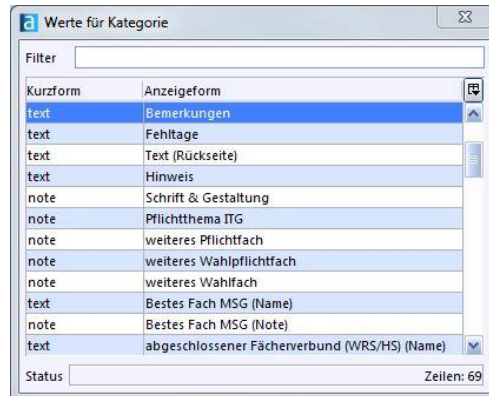 a Werte für Kategorie
Filter
Kurzform Anzeigeform
text Bemerkungen
text Fehltage
text Text (Rückseite)
text Hinweis
note Schrift & Gestaltung
note Pflichtthema ITG
note weiteres Pflichtfach
note weiteres Wahlpflichtfach
note weiteres Wahlfach
text Bestes Fach MSG (Name)
note Bestes Fach MSG (Note)
text abgeschlossener Fächerverbund (WRS/HS) (Name)
Status Zeilen: 69